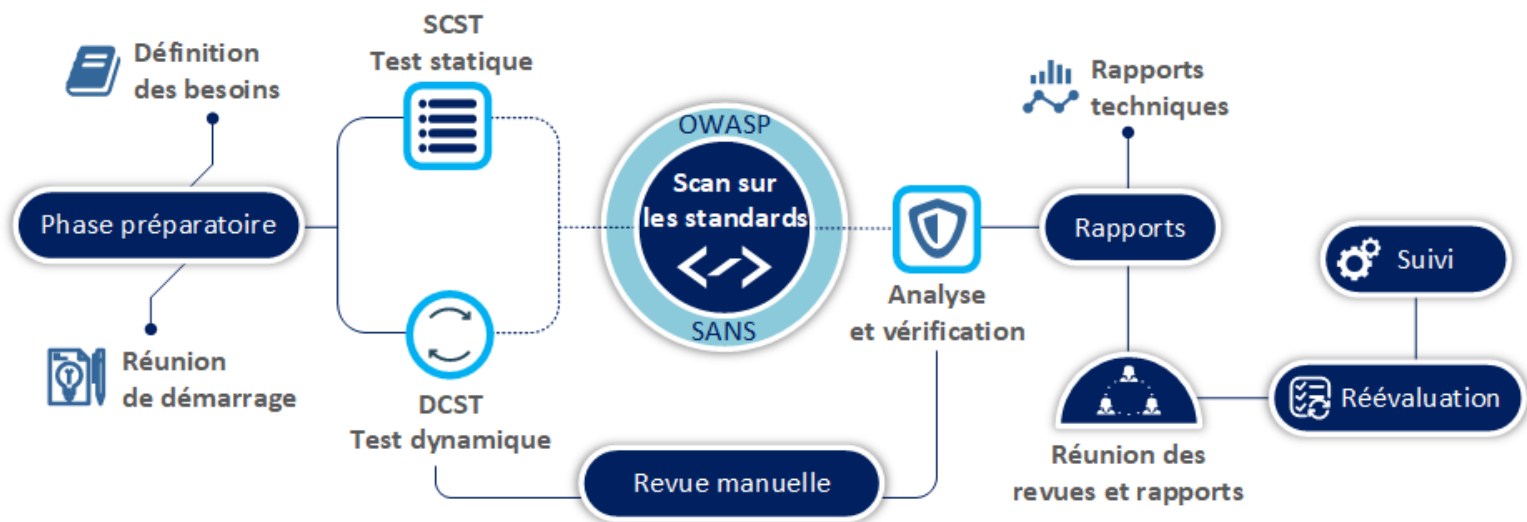 Définition
des besoins
Phase préparatoire
Réunion
de démarrage
SCST
Test statique
DCST
Test dynamique
OWASP
Scan sur
les standards
SANS
Analyse
et vérification
Revue manuelle
Rapports
techniques
Rapports
Réunion des
revues et rapports
Suivi
Réévaluation